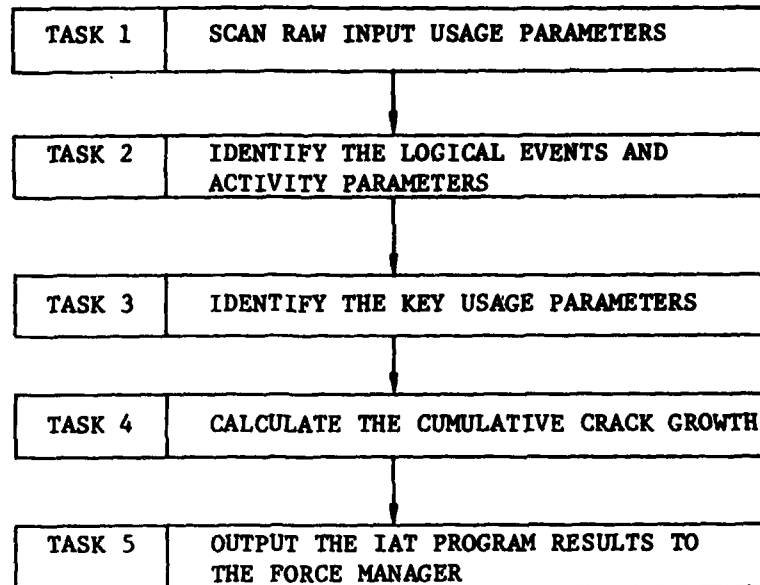 TASK 1 SCAN RAW INPUT USAGE PARAMETERS
TASK 2 IDENTIFY THE LOGICAL EVENTS AND
ACTIVITY PARAMETERS
TASK 3 IDENTIFY THE KEY USAGE PARAMETERS
TASK 4 CALCULATE THE CUMULATIVE CRACK GROWTH
TASK 5 OUTPUT THE IAT PROGRAM RESULTS TO
THE FORCE MANAGER